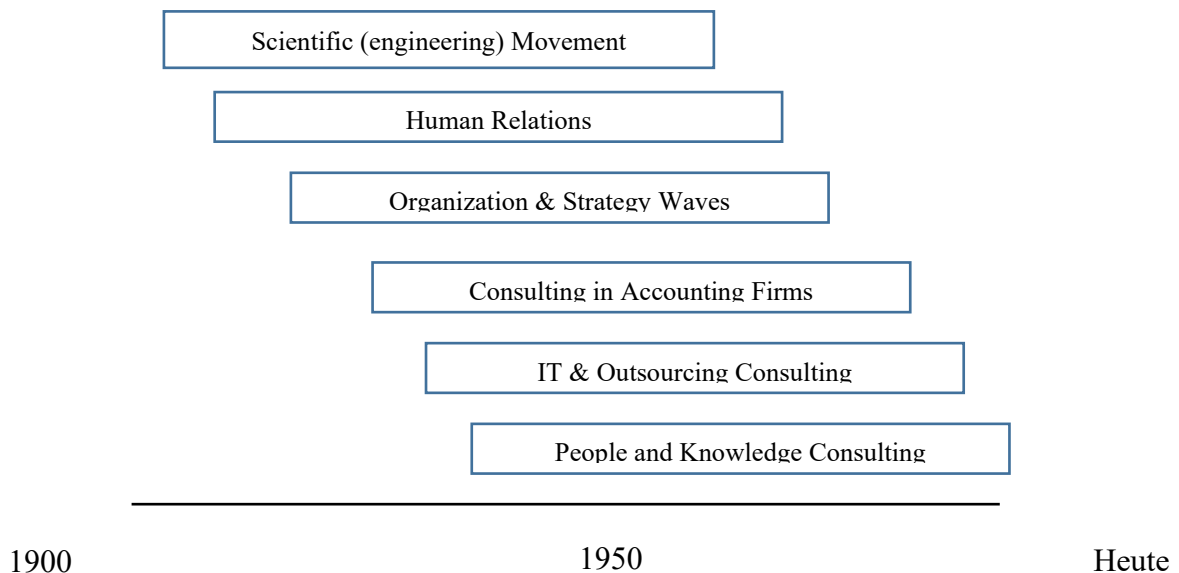 Scientific (engineering) Movement
Human Relations
Organization & Strategy Waves
Consulting in Accounting Firms
IT & Outsourcing Consulting
People and Knowledge Consulting
1900 1950 Heute